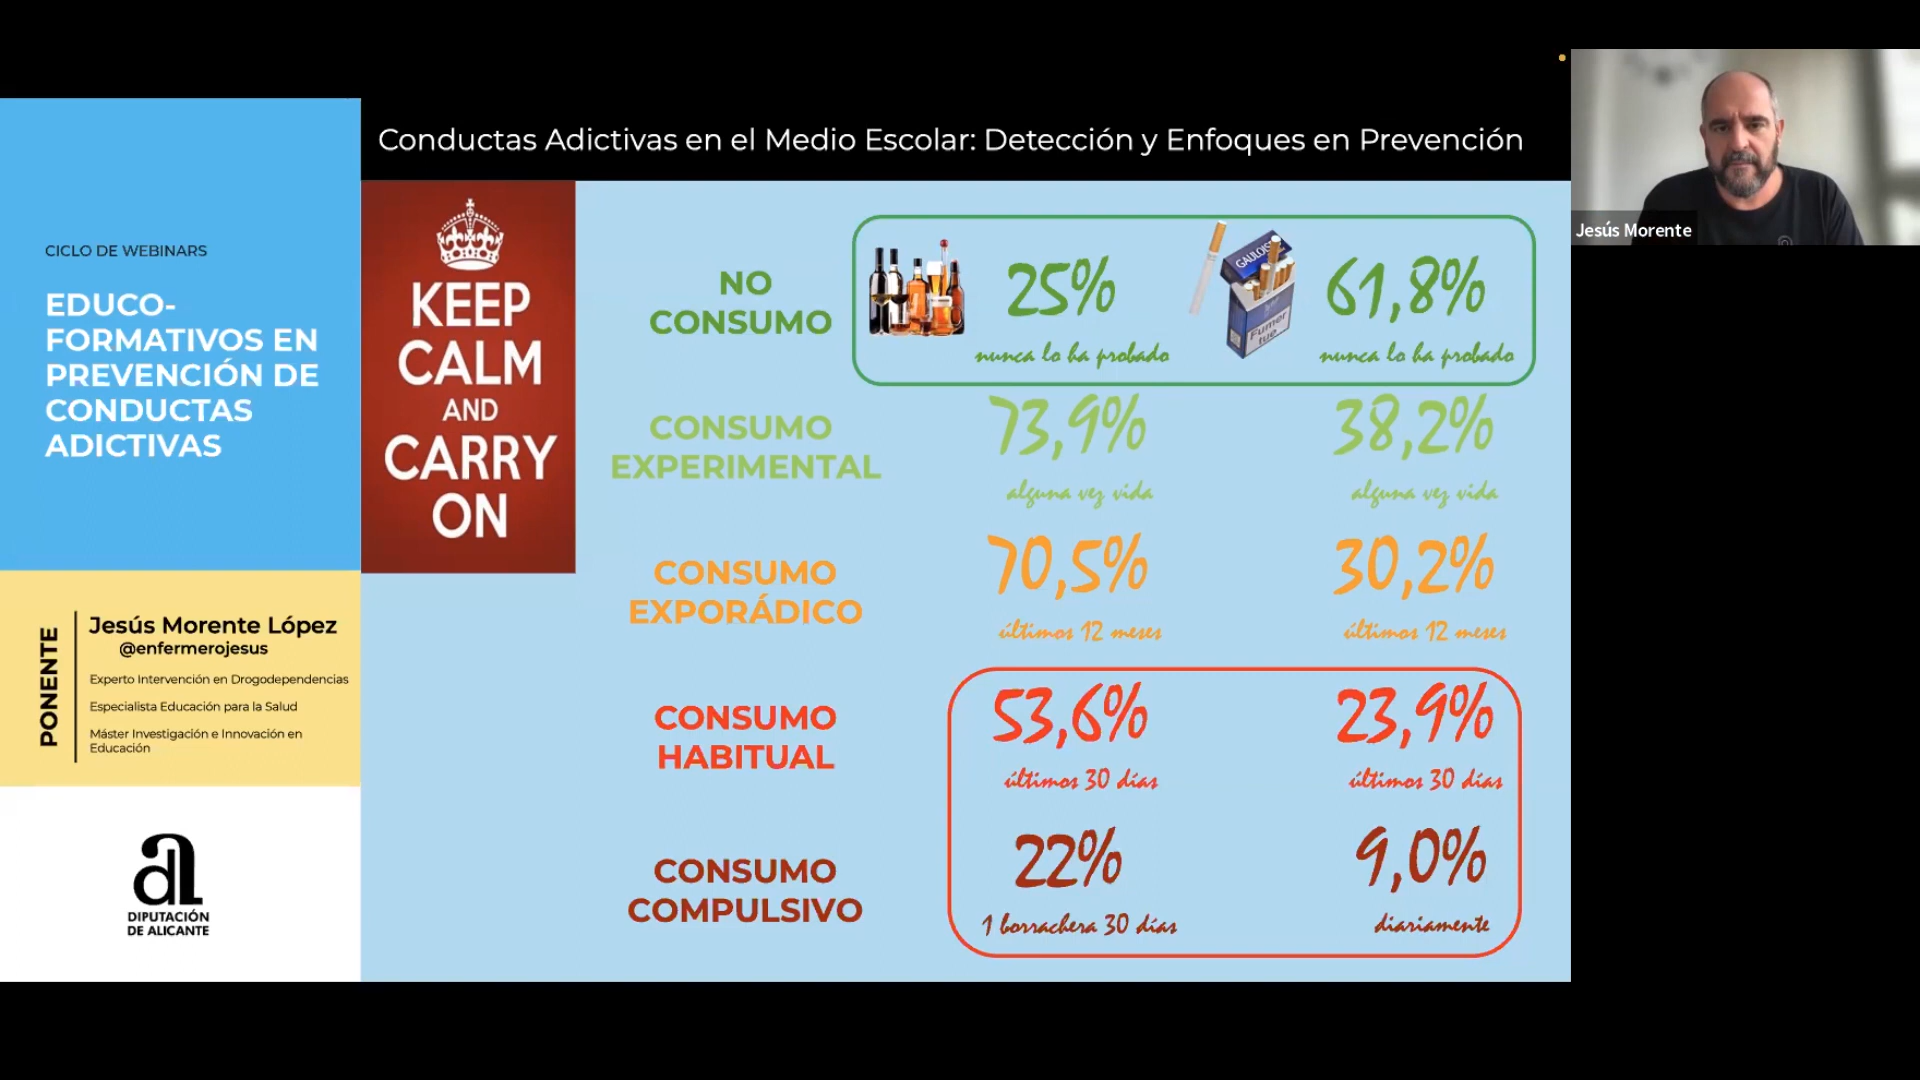 Conductas Adictivas en el Medio Escolar: Detección y Enfoques en Prevención
CICLO DE WEBINARS
EDUCO-
FORMATIVOS EN
PREVENCIÓN DE
CONDUCTAS
ADICTIVAS
PONENTE
Jesús Morente López
@enfermerojesus
Experto Intervención en Drogodependencias
Especialista Educación para la Salud
Máster Investigación e Innovación en
Educación
DIPUTACIÓN
DE ALICANTE
KEEP
CALM
AND
CARRY
ON
NO
CONSUMO
25%
nunca lo ha probado
GAULOISES
Fumer
tue
61,8%
nunca lo ha probado
CONSUMO
EXPERIMENTAL
73,9%
alguna vez vida
38,2%
alguna vez vida
CONSUMO
EXPORÁDICO
70,5%
últimos 12 meses
30,2%
últimos 12 meses
CONSUMO
HABITUAL
53,6%
últimos 30 días
23,9%
últimos 30 días
CONSUMO
COMPULSIVO
22%
1 borrachera 30 días
9,0%
diariamente
Jesús Morente